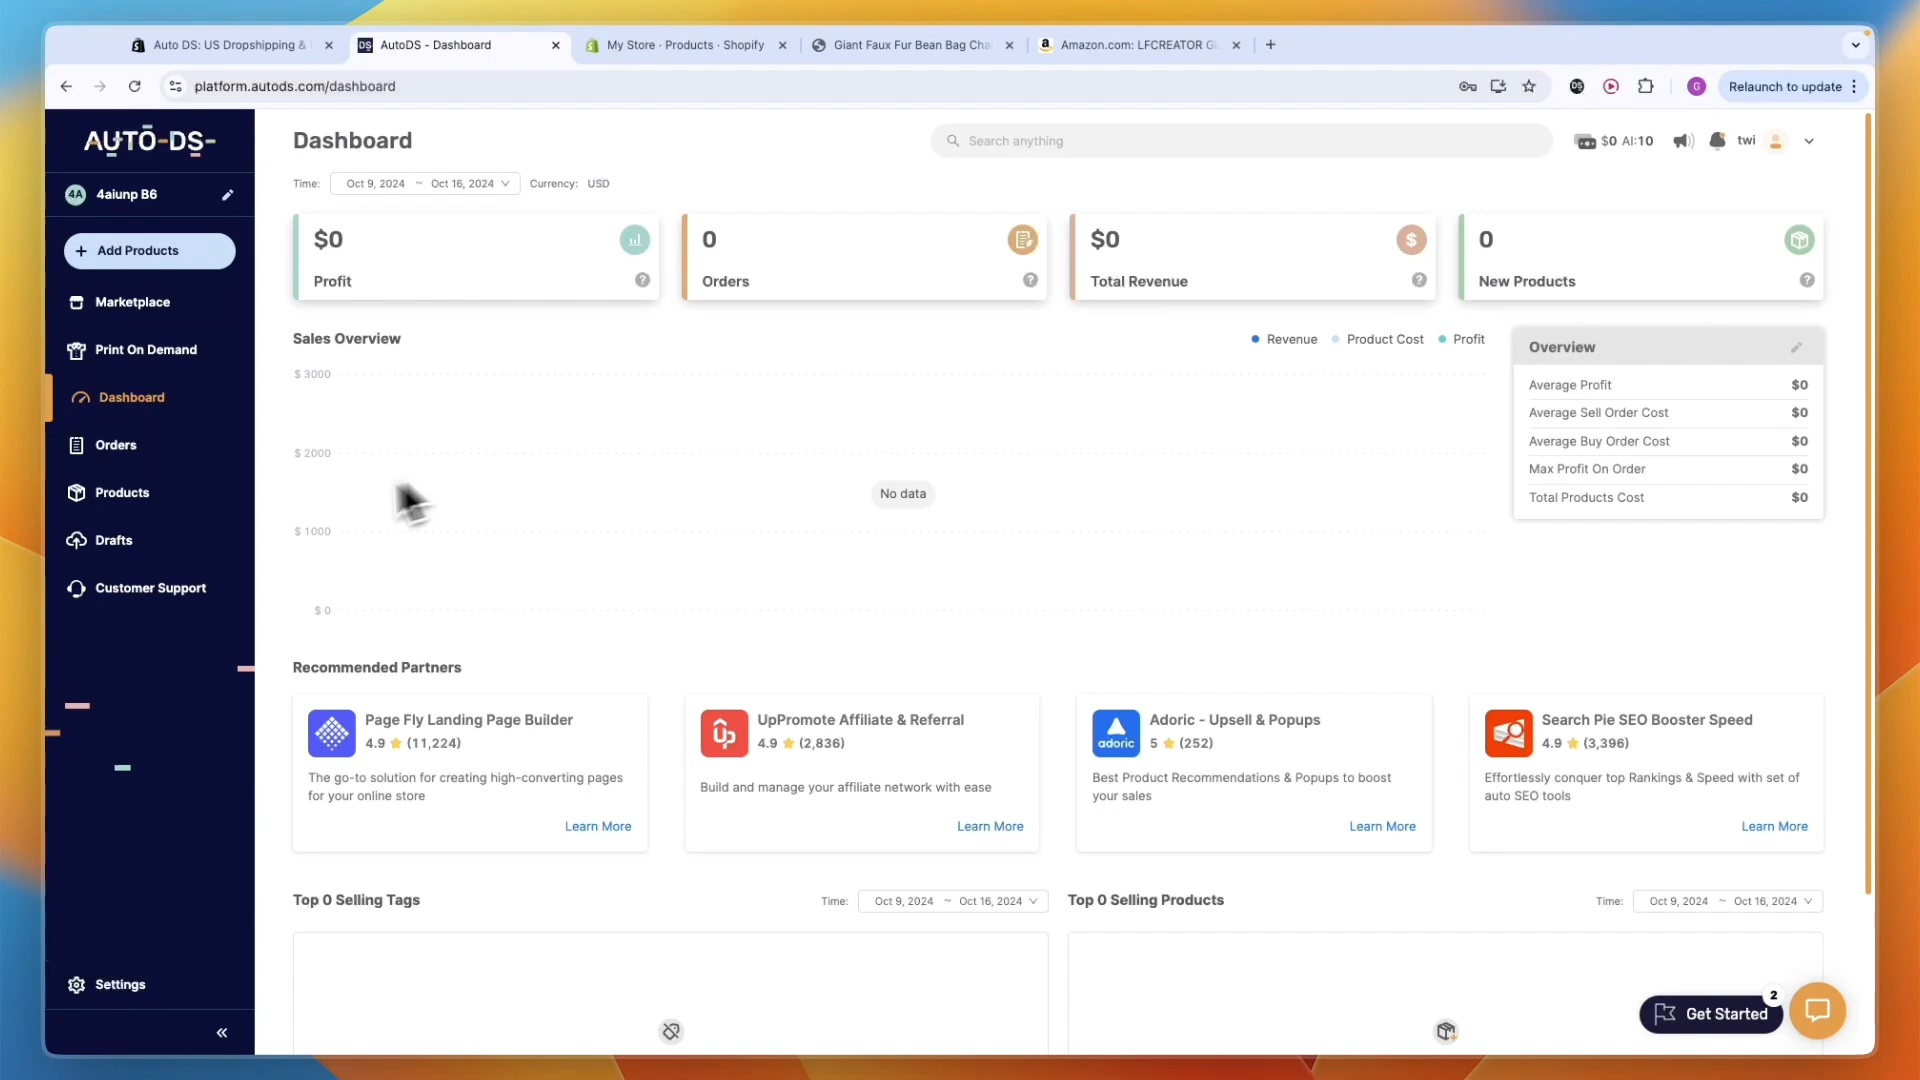 Auto DS: US Dropshipping &
AutoDS - Dashboard
My Store · Products · Shopify
Giant Faux Fur Bean Bag Cha
Amazon.com: LFCREATOR Gi
platform.autods.com/dashboard
G
Relaunch to update
AUTO-DS-
Dashboard
Search anything
$0 AI:10
twi
4A 4aiunp B6
Time: Oct 9, 2024 ~ Oct 16, 2024 Currency: USD
Add Products
Marketplace
Print On Demand
Dashboard
Orders
Products
Drafts
Customer Support
Settings
$0
Profit
0
Orders
$0
Total Revenue
0
New Products
Sales Overview
Revenue Product Cost Profit
$ 3000
$ 2000
$ 1000
$ 0
No data
Overview
Average Profit $0
Average Sell Order Cost $0
Average Buy Order Cost $0
Max Profit On Order $0
Total Products Cost $0
Recommended Partners
Page Fly Landing Page Builder
4.9 (11,224)
The go-to solution for creating high-converting pages
for your online store
Learn More
UpPromote Affiliate & Referral
4.9 (2,836)
Build and manage your affiliate network with ease
Learn More
adoric
Adoric - Upsell & Popups
5 (252)
Best Product Recommendations & Popups to boost
your sales
Learn More
Search Pie SEO Booster Speed
4.9 (3,396)
Effortlessly conquer top Rankings & Speed with set of
auto SEO tools
Learn More
Top 0 Selling Tags
Time: Oct 9, 2024 ~ Oct 16, 2024
Top 0 Selling Products
Time: Oct 9, 2024 ~ Oct 16, 2024
2
Get Started